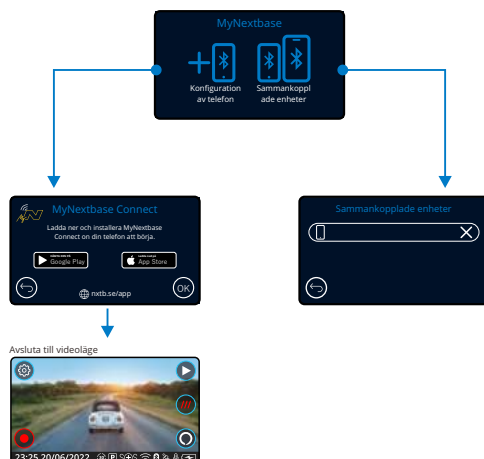 MyNextbase
Konfiguration
av telefon
Sammankoppl
ade enheter
MyNextbase Connect
Ladda ner och installera MyNextbase
Connect on din telefon att börja.
Google Play
App Store
nxtb.se/app
OK
Sammankopplade enheter
Avsluta till videoläge
23:25 20/06/2022